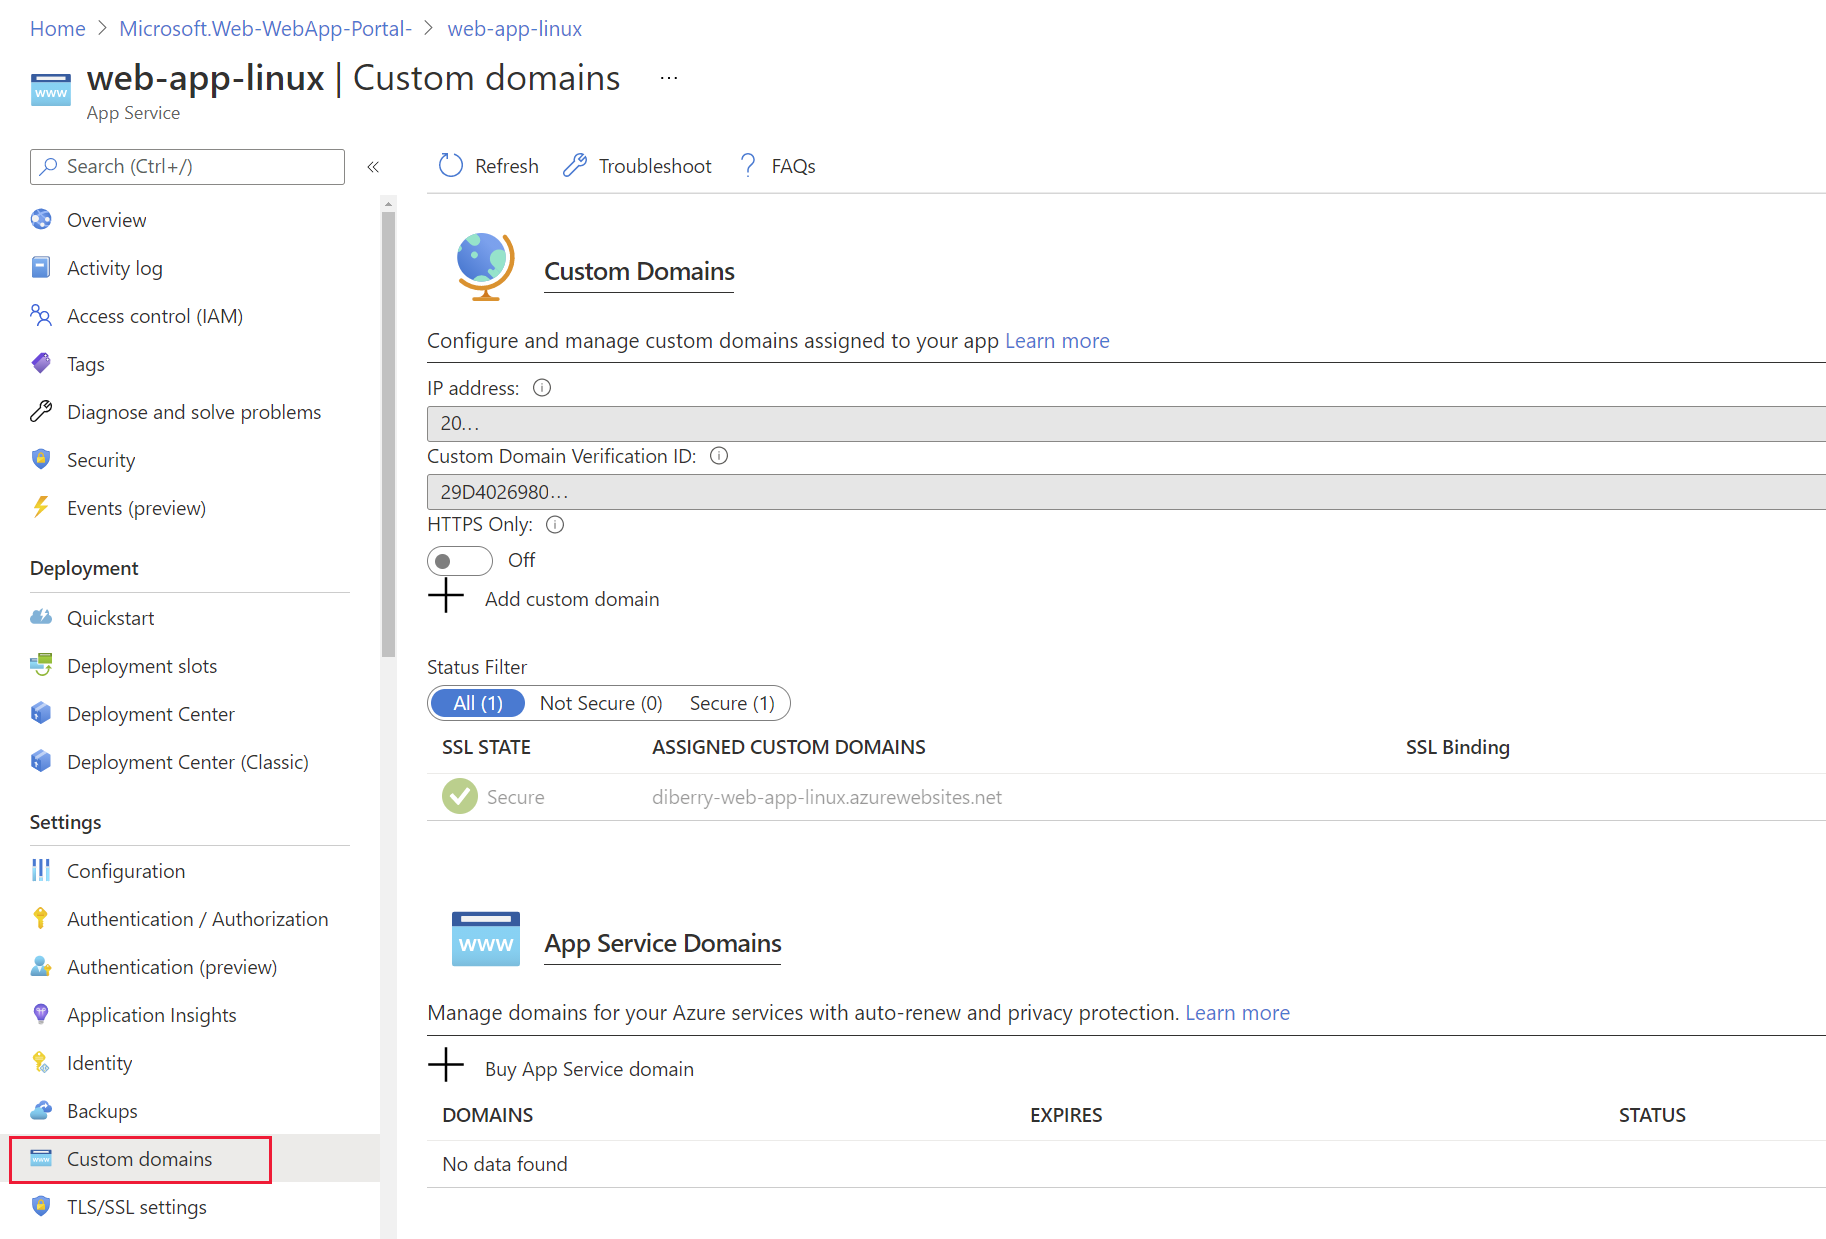 Home > Microsoft.Web-WebApp-Portal- > web-app-linux
www
web-app-linux | Custom domains ...
App Service
Search (Ctrl+/) «
Overview
Activity log
Access control (IAM)
Tags
Diagnose and solve problems
Security
Events (preview)
Deployment
Quickstart
Deployment slots
Deployment Center
Deployment Center (Classic)
Settings
Configuration
Authentication / Authorization
Authentication (preview)
Application Insights
Identity
Backups
www Custom domains
TLS/SSL settings
Refresh Troubleshoot ? FAQs
Custom Domains
Configure and manage custom domains assigned to your app Learn more
IP address:
20...
Custom Domain Verification ID:
29D4026980...
HTTPS Only:
Off
Add custom domain
Status Filter
All (1) Not Secure (0) Secure (1)
SSL STATE ASSIGNED CUSTOM DOMAINS SSL Binding
Secure diberry-web-app-linux.azurewebsites.net
www
App Service Domains
Manage domains for your Azure services with auto-renew and privacy protection. Learn more
Buy App Service domain
DOMAINS EXPIRES STATUS
No data found